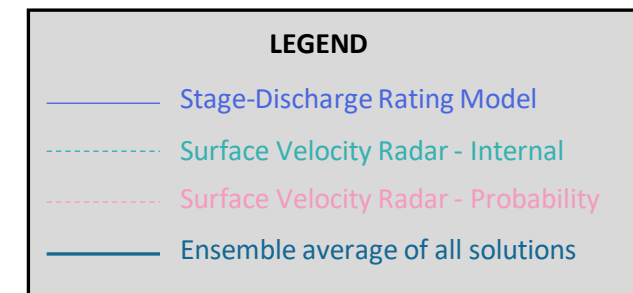 LEGEND
Stage-Discharge Rating Model
Surface Velocity Radar - Internal
Surface Velocity Radar - Probability
Ensemble average of all solutions